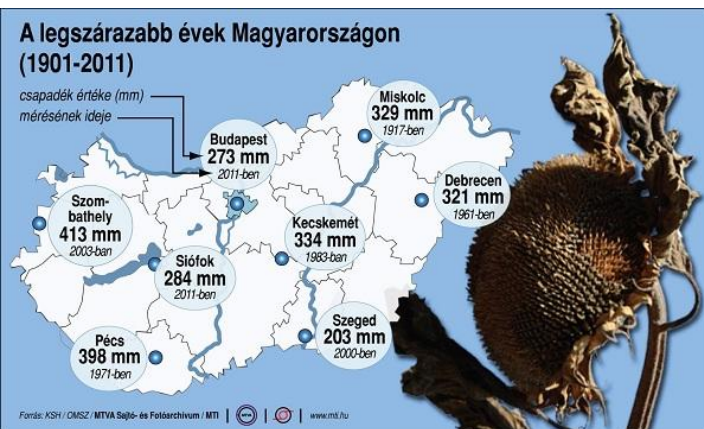 A legszárazabb évek Magyarországon
(1901-2011)
csapadék értéke (mm)
mérésének ideje
Miskolc
329 mm
1917-ben
Budapest
273 mm
2011-ben
Debrecen
321 mm
1961-ben
Szom-
bathely
413 mm
2003-ban
Kecskemét
334 mm
1983-ban
Siófok
284 mm
2011-ben
Szeged
203 mm
2000-ben
Pécs
398 mm
1971-ben
Forrás: KSH / OMSZ / MTVA Sajtó- és Fotóarchívum / MTI | | | www.mti.hu